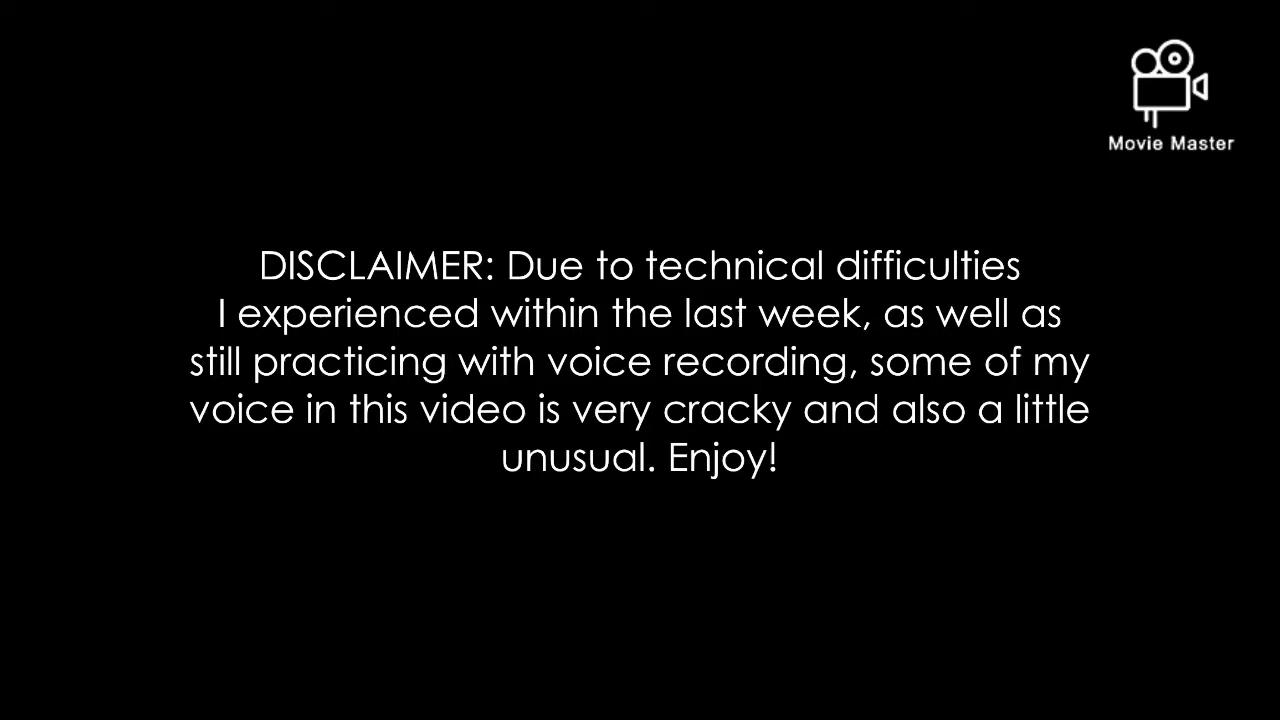 Movie Master
DISCLAIMER: Due to technical difficulties
I experienced within the last week, as well as
still practicing with voice recording, some of my
voice in this video is very cracky and also a little
unusual. Enjoy!